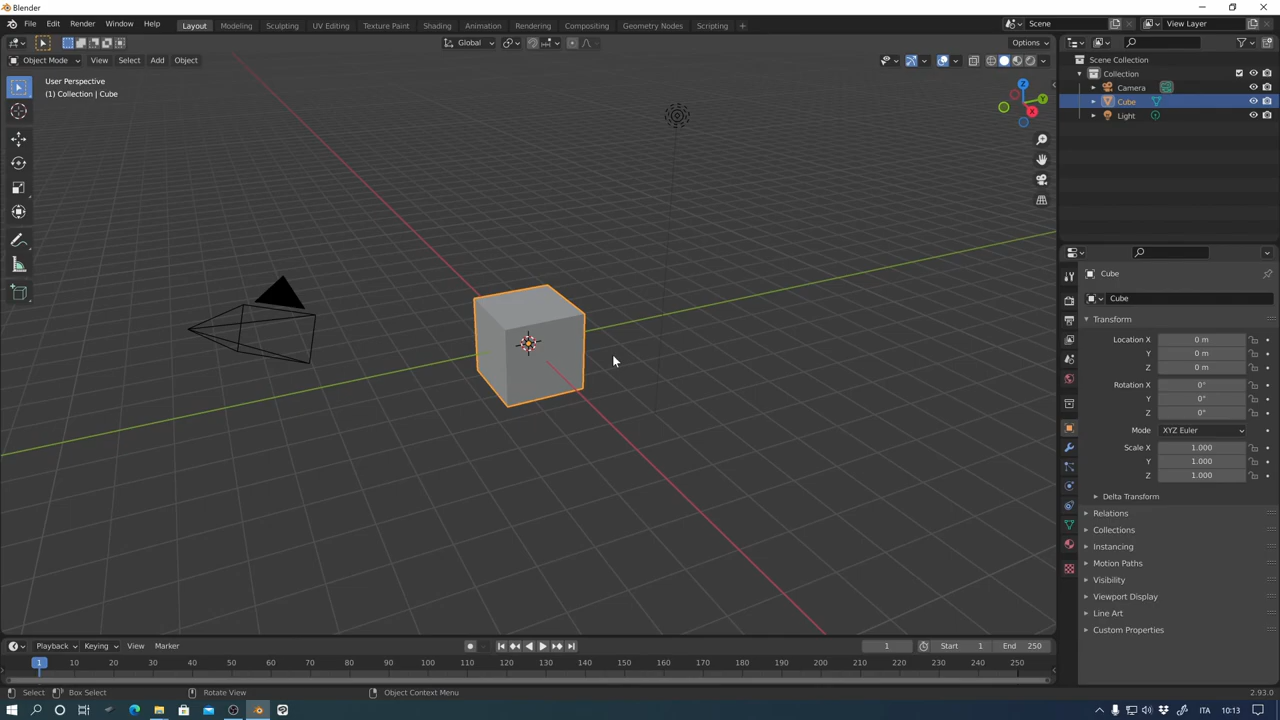 Blender
File Edit Render Window Help Layout Modeling Sculpting UV Editing Texture Paint Shading Animation Rendering Compositing Geometry Nodes Scripting + Scene View Layer
Global Options
Object Mode View Select Add Object
User Perspective
(1) Collection | Cube
Z
Y
X
Scene Collection
Collection
Camera
Cube
Light
Cube
Cube
Transform
Location X 0 m
Y 0 m
Z 0 m
Rotation X 0°
Y 0°
Z 0°
Mode XYZ Euler
Scale X 1.000
Y 1.000
Z 1.000
Delta Transform
Relations
Collections
Instancing
Motion Paths
Visibility
Viewport Display
Line Art
Custom Properties
Playback Keying View Marker 1 Start 1 End 250
1 10 20 30 40 50 60 70 80 90 100 110 120 130 140 150 160 170 180 190 200 210 220 230 240 250
Select Box Select Rotate View Object Context Menu 2.93.0
ITA 10:13